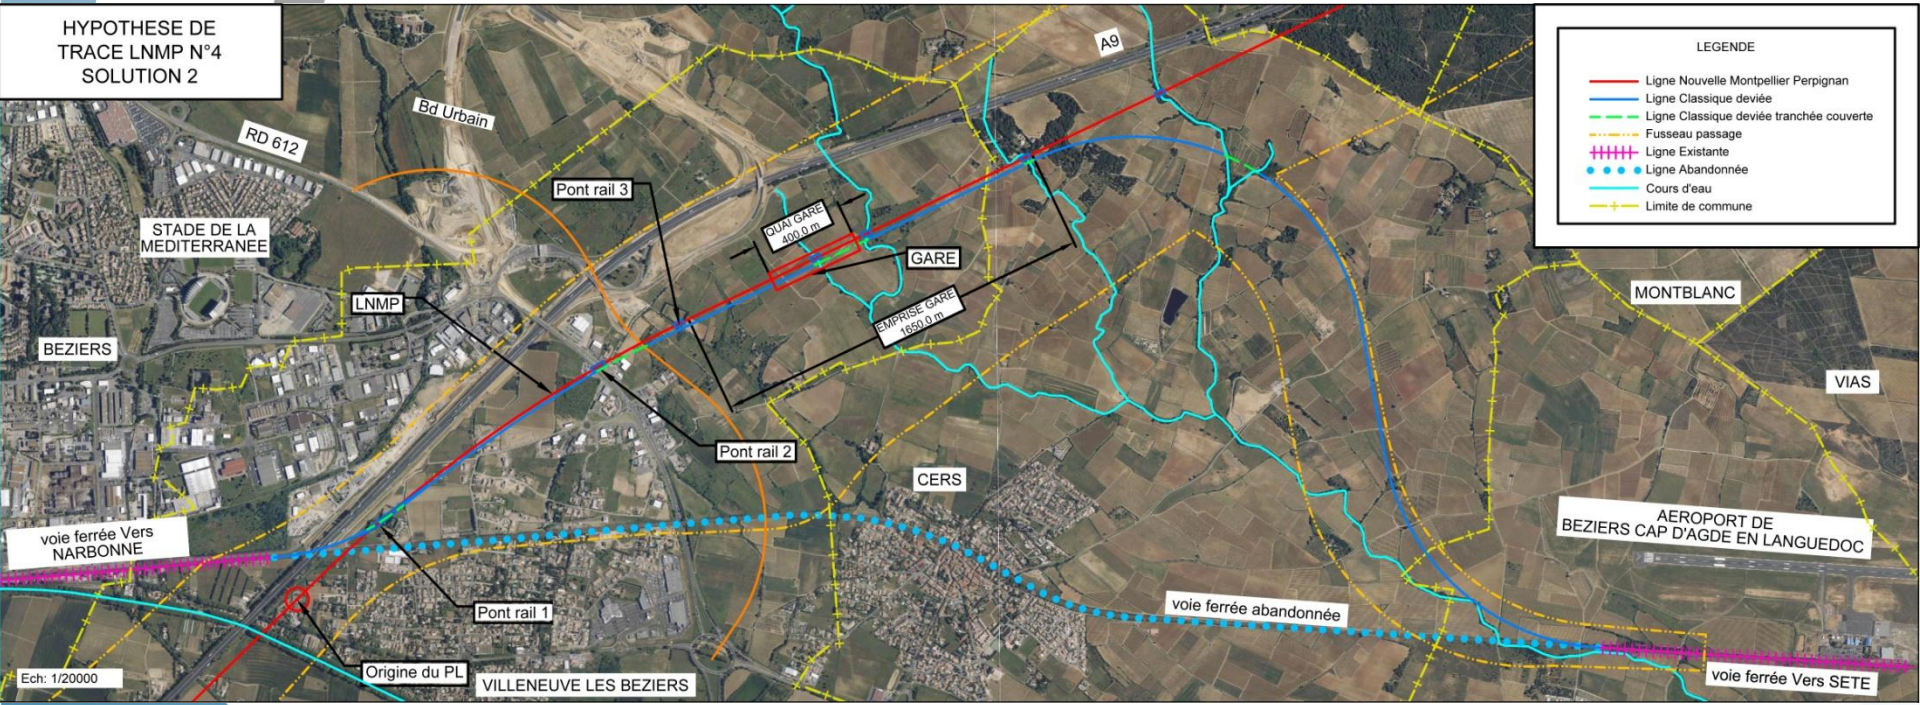 HYPOTHESE DE
TRACE LNMP N°4
SOLUTION 2
LEGENDE
Ligne Nouvelle Montpellier Perpignan
Ligne Classique deviée
Ligne Classique deviée tranchée couverte
Fusseau passage
Ligne Existante
Ligne Abandonnée
Cours d'eau
Limite de commune
A9
Bd Urbain
RD 612
Pont rail 3
QUAI GARE
400,0 m
STADE DE LA
MEDITERRANEE
GARE
LNMP
EMPRISE GARE
1650,0 m
MONTBLANC
BEZIERS
VIAS
Pont rail 2
CERS
voie ferrée Vers
NARBONNE
AEROPORT DE
BEZIERS CAP D'AGDE EN LANGUEDOC
Pont rail 1
voie ferrée abandonnée
Origine du PL
Ech: 1/20000
VILLENEUVE LES BEZIERS
voie ferrée Vers SETE